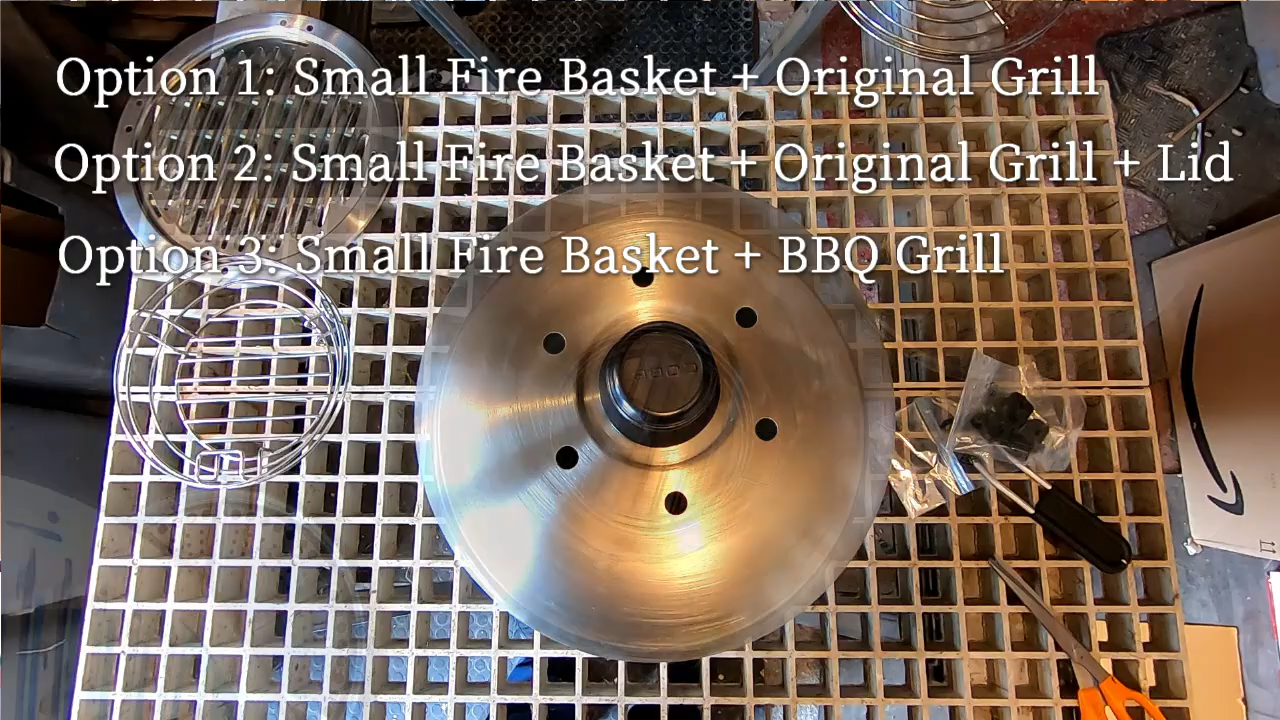 Option 1: Small Fire Basket + Original Grill
Option 2: Small Fire Basket + Original Grill + Lid
Option 3: Small Fire Basket + BBQ Grill